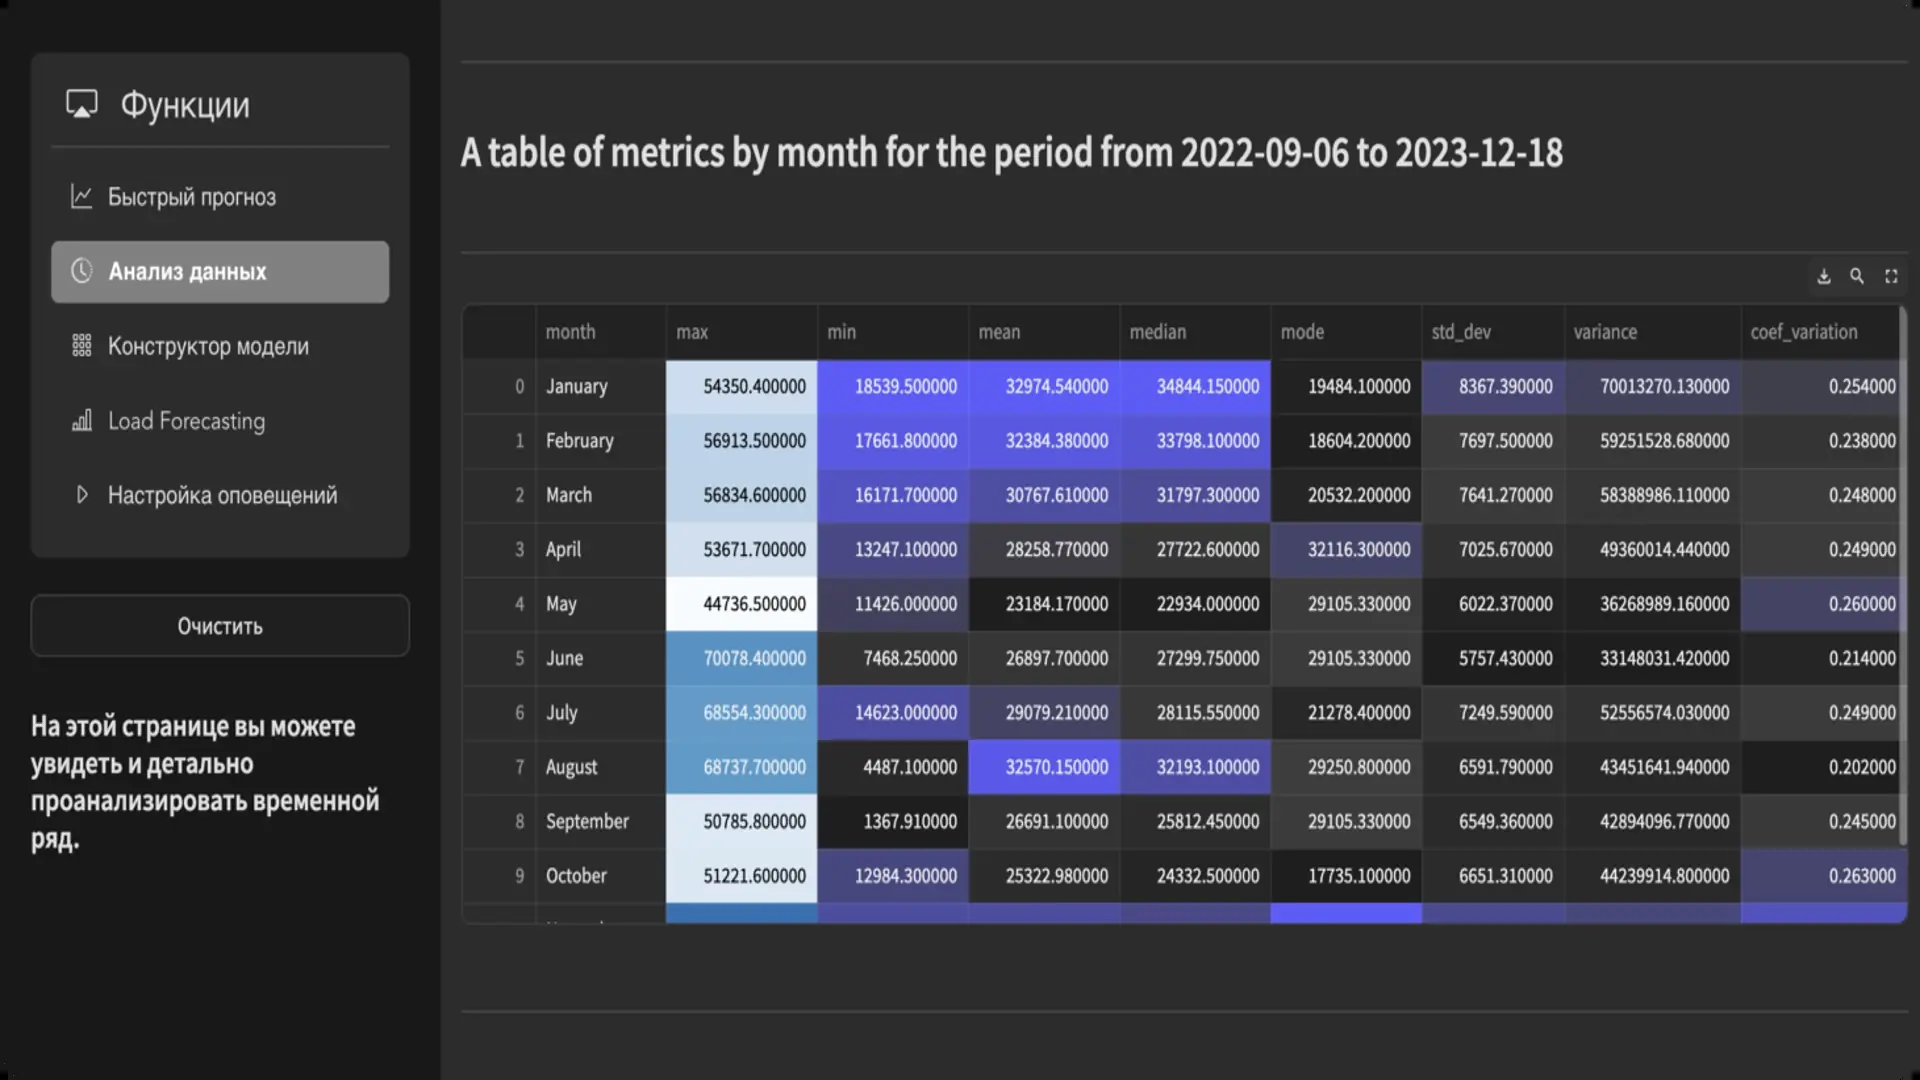 Функции
Быстрый прогноз
Анализ данных
Конструктор модели
Load Forecasting
Настройка оповещений
Очистить
На этой странице вы можете
увидеть и детально
проанализировать временной
ряд.
A table of metrics by month for the period from 2022-09-06 to 2023-12-18
month max min mean median mode std_dev variance coef_variation
0 January 54350.400000 18539.500000 32974.540000 34844.150000 19484.100000 8367.390000 70013270.130000 0.254000
1 February 56913.500000 17661.800000 32384.380000 33798.100000 18604.200000 7697.500000 59251528.680000 0.238000
2 March 56834.600000 16171.700000 30767.610000 31797.300000 20532.200000 7641.270000 58388986.110000 0.248000
3 April 53671.700000 13247.100000 28258.770000 27722.600000 32116.300000 7025.670000 49360014.440000 0.249000
4 May 44736.500000 11426.000000 23184.170000 22934.000000 29105.330000 6022.370000 36268989.160000 0.260000
5 June 70078.400000 7468.250000 26897.700000 27299.750000 29105.330000 5757.430000 33148031.420000 0.214000
6 July 68554.300000 14623.000000 29079.210000 28115.550000 21278.400000 7249.590000 52556574.030000 0.249000
7 August 68737.700000 4487.100000 32570.150000 32193.100000 29250.800000 6591.790000 43451641.940000 0.202000
8 September 50785.800000 1367.910000 26691.100000 25812.450000 29105.330000 6549.360000 42894096.770000 0.245000
9 October 51221.600000 12984.300000 25322.980000 24332.500000 17735.100000 6651.310000 44239914.800000 0.263000